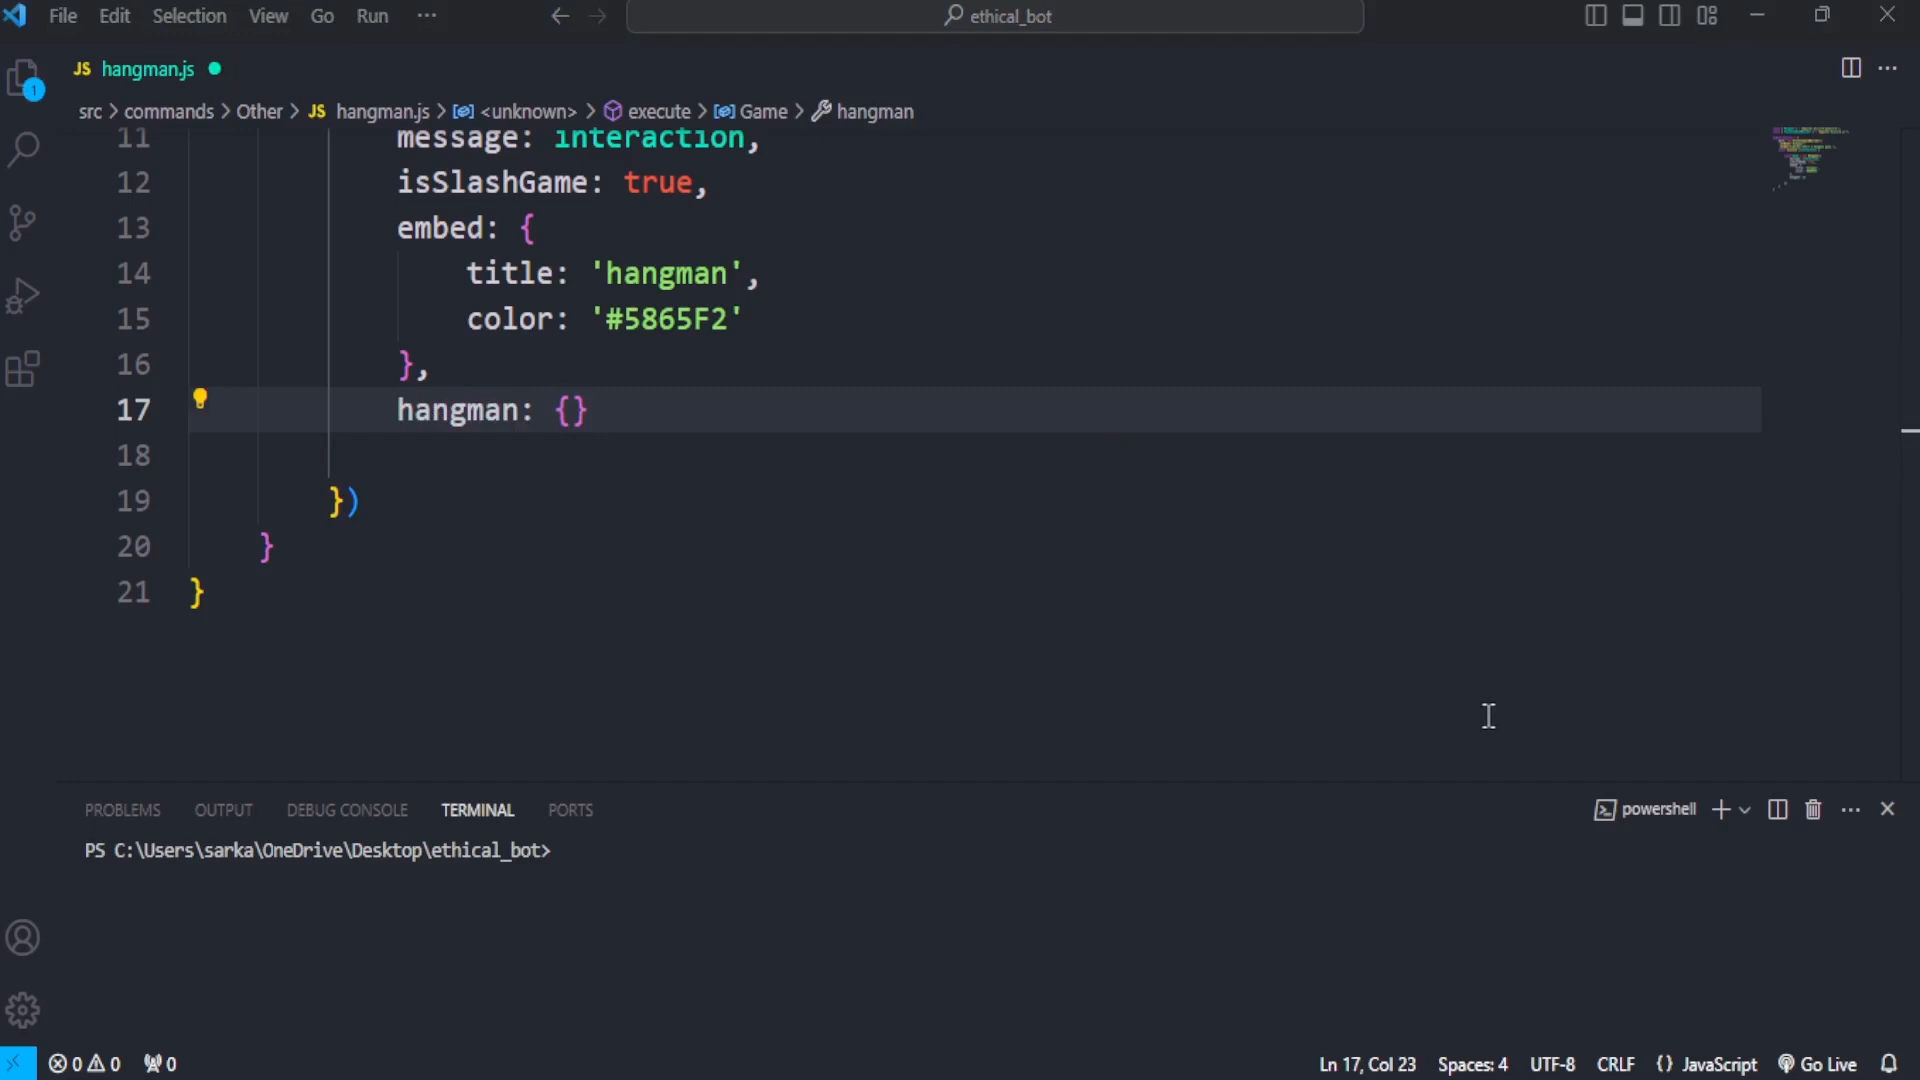 File Edit Selection View Go Run ··· ethical_bot
JS hangman.js
src > commands > Other > JS hangman.js > <unknown> > execute > Game > hangman
11 message: interaction,
12 isSlashGame: true,
13 embed: {
14 title: 'hangman',
15 color: '#5865F2'
16 },
17 hangman: {}
18
19 })
20 }
21 }
1
PROBLEMS OUTPUT DEBUG CONSOLE TERMINAL PORTS powershell
PS C:\Users\sarka\OneDrive\Desktop\ethical_bot>
0 0 0 Ln 17, Col 23 Spaces: 4 UTF-8 CRLF {} JavaScript Go Live